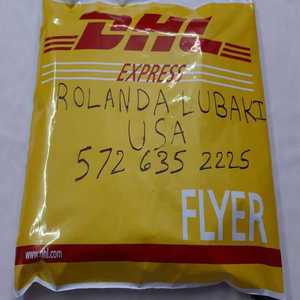 DHL
EXPRESS
ROLANDA LUBAKI
USA
572 635 2225
FLYER
www.dhl.com